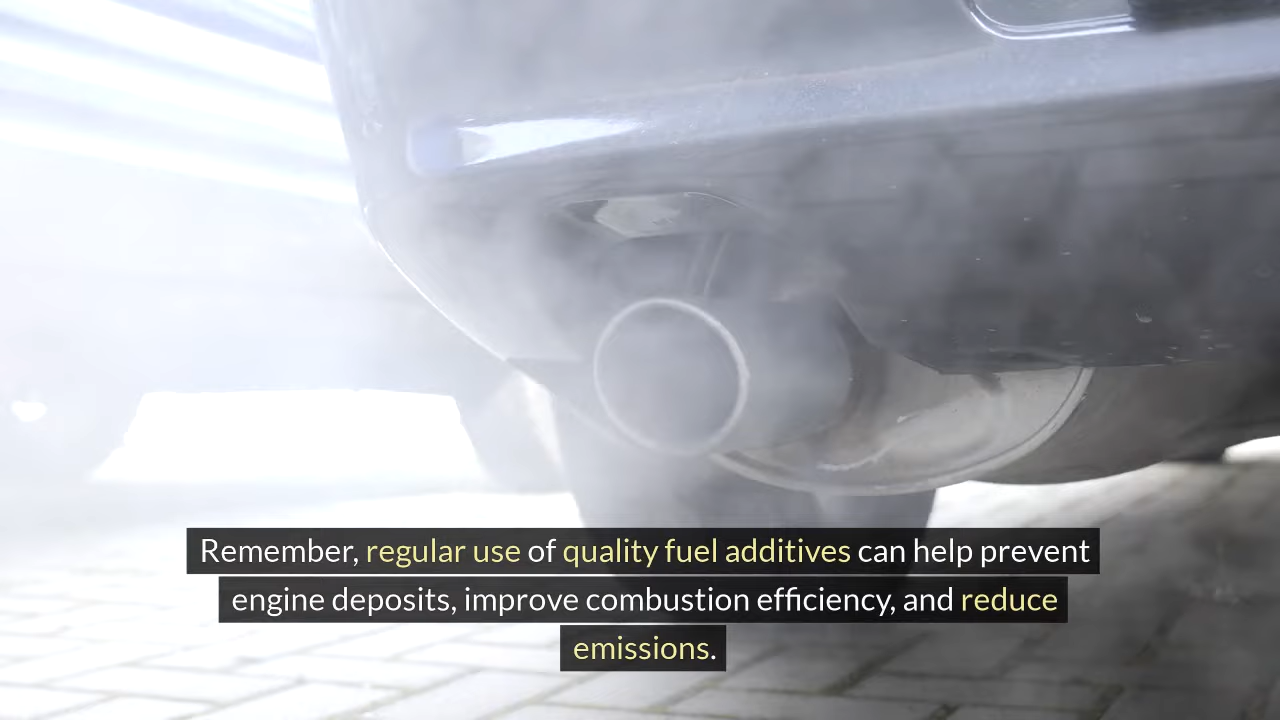 Remember, regular use of quality fuel additives can help prevent
engine deposits, improve combustion efficiency, and reduce
emissions.